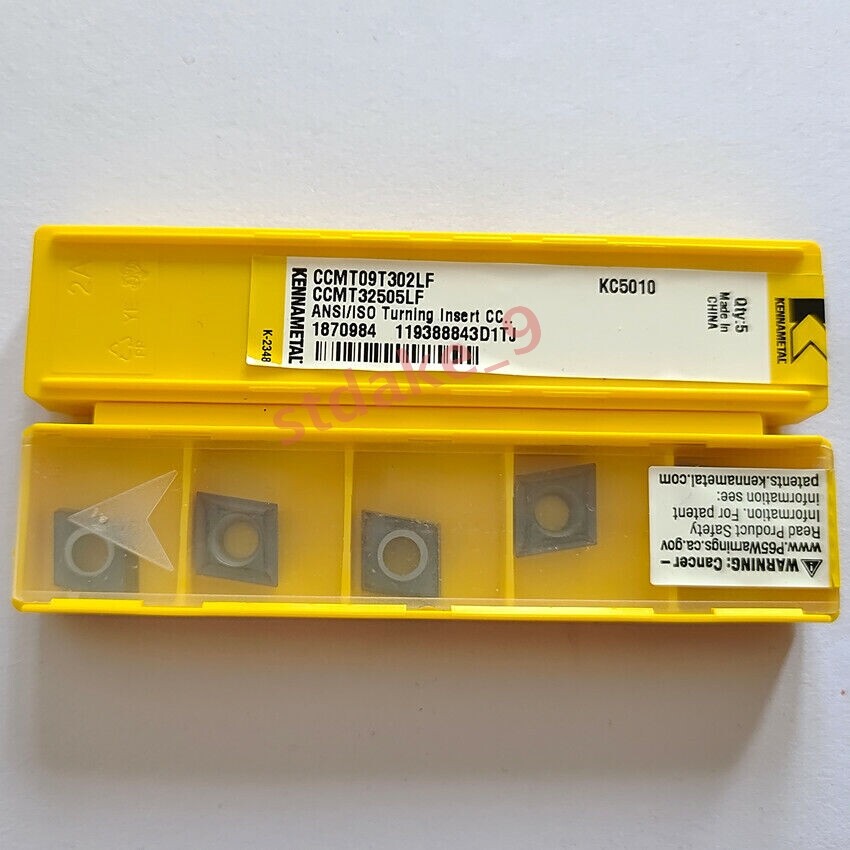 KENNAMETAL
CCMT09T302LF
CCMT32505LF
ANSI/ISO Turning Insert CC..
1870984 119388843D1TJ
KC5010
Qty:5
Made In
CHINA
K-2348
KENNAMETAL
2A
stdake_9
WARNING: Cancer –
www.P65Warnings.ca.gov
Read Product Safety
Information. For patent
information see:
patents.kennametal.com